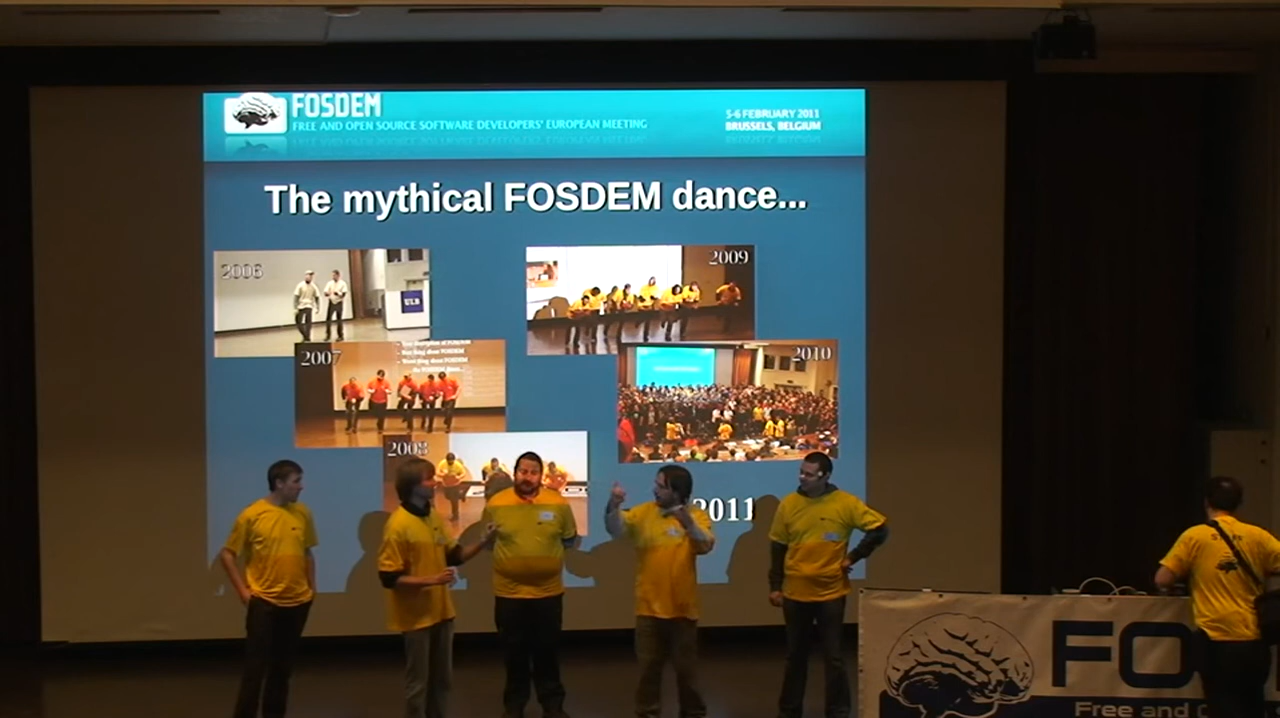 FOSDEM
FREE AND OPEN SOURCE SOFTWARE DEVELOPERS' EUROPEAN MEETING
5-6 FEBRUARY 2011
BRUSSELS, BELGIUM
The mythical FOSDEM dance...
2006
ULB
2009
2007
2010
2008
2011
FO
Free and